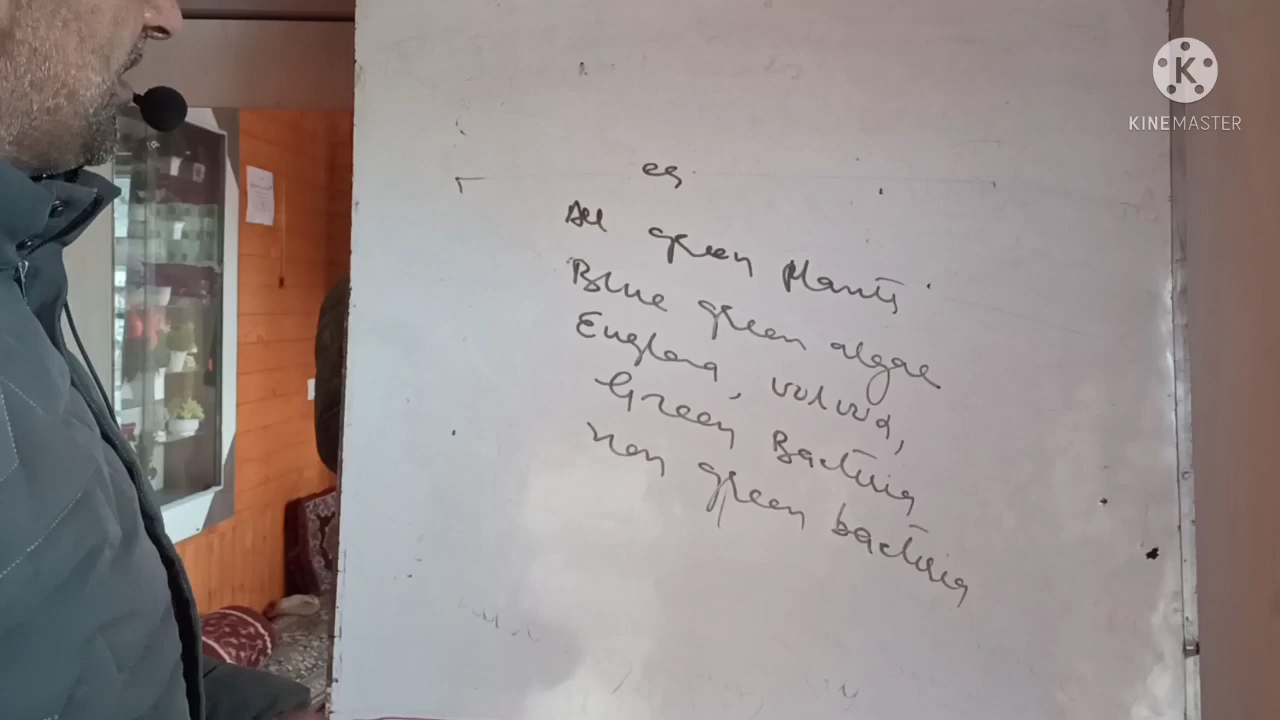 K
KINEMASTER
eg
All green Plants.
Blue green algae
Euglena, volvox,
Green Bacteria
non green bacteria